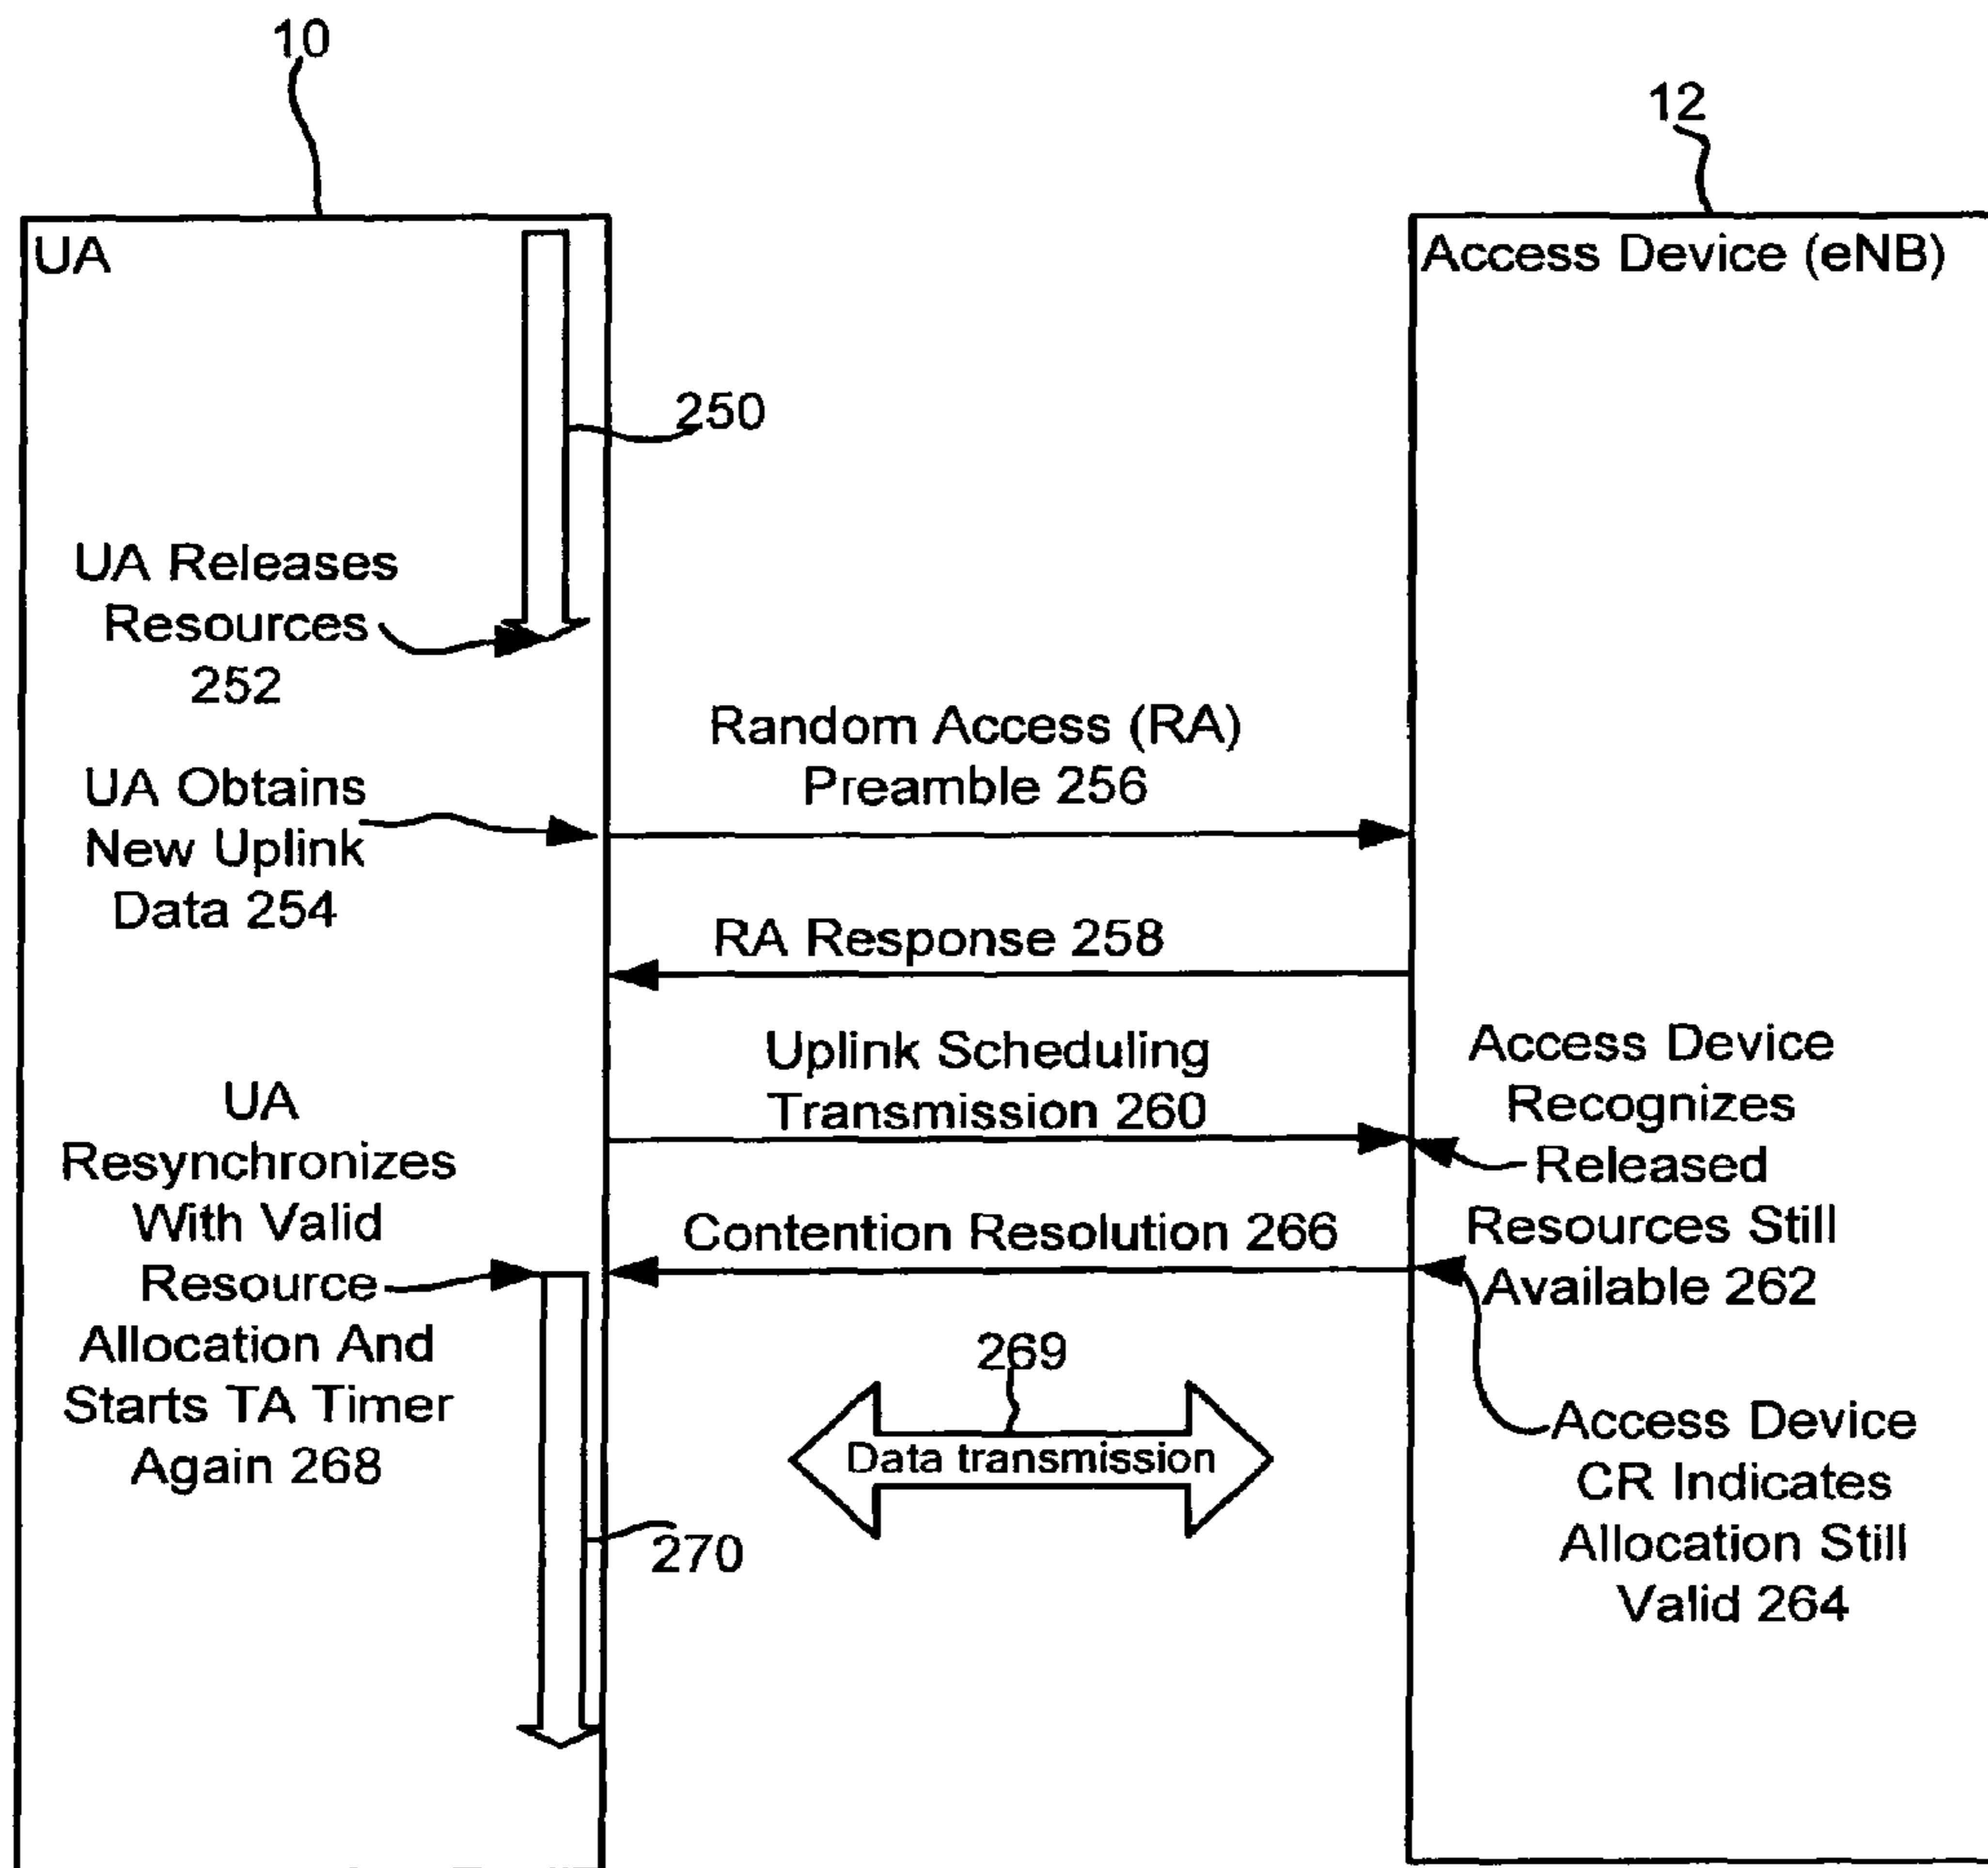 10
12
UA
Access Device (eNB)
250
UA Releases
Resources
252
Random Access (RA)
Preamble 256
UA Obtains
New Uplink
Data 254
RA Response 258
Uplink Scheduling
Transmission 260
Access Device
Recognizes
Released
Resources Still
Available 262
UA
Resynchronizes
With Valid
Resource
Allocation And
Starts TA Timer
Again 268
Contention Resolution 266
269
Data transmission
Access Device
CR Indicates
Allocation Still
Valid 264
270